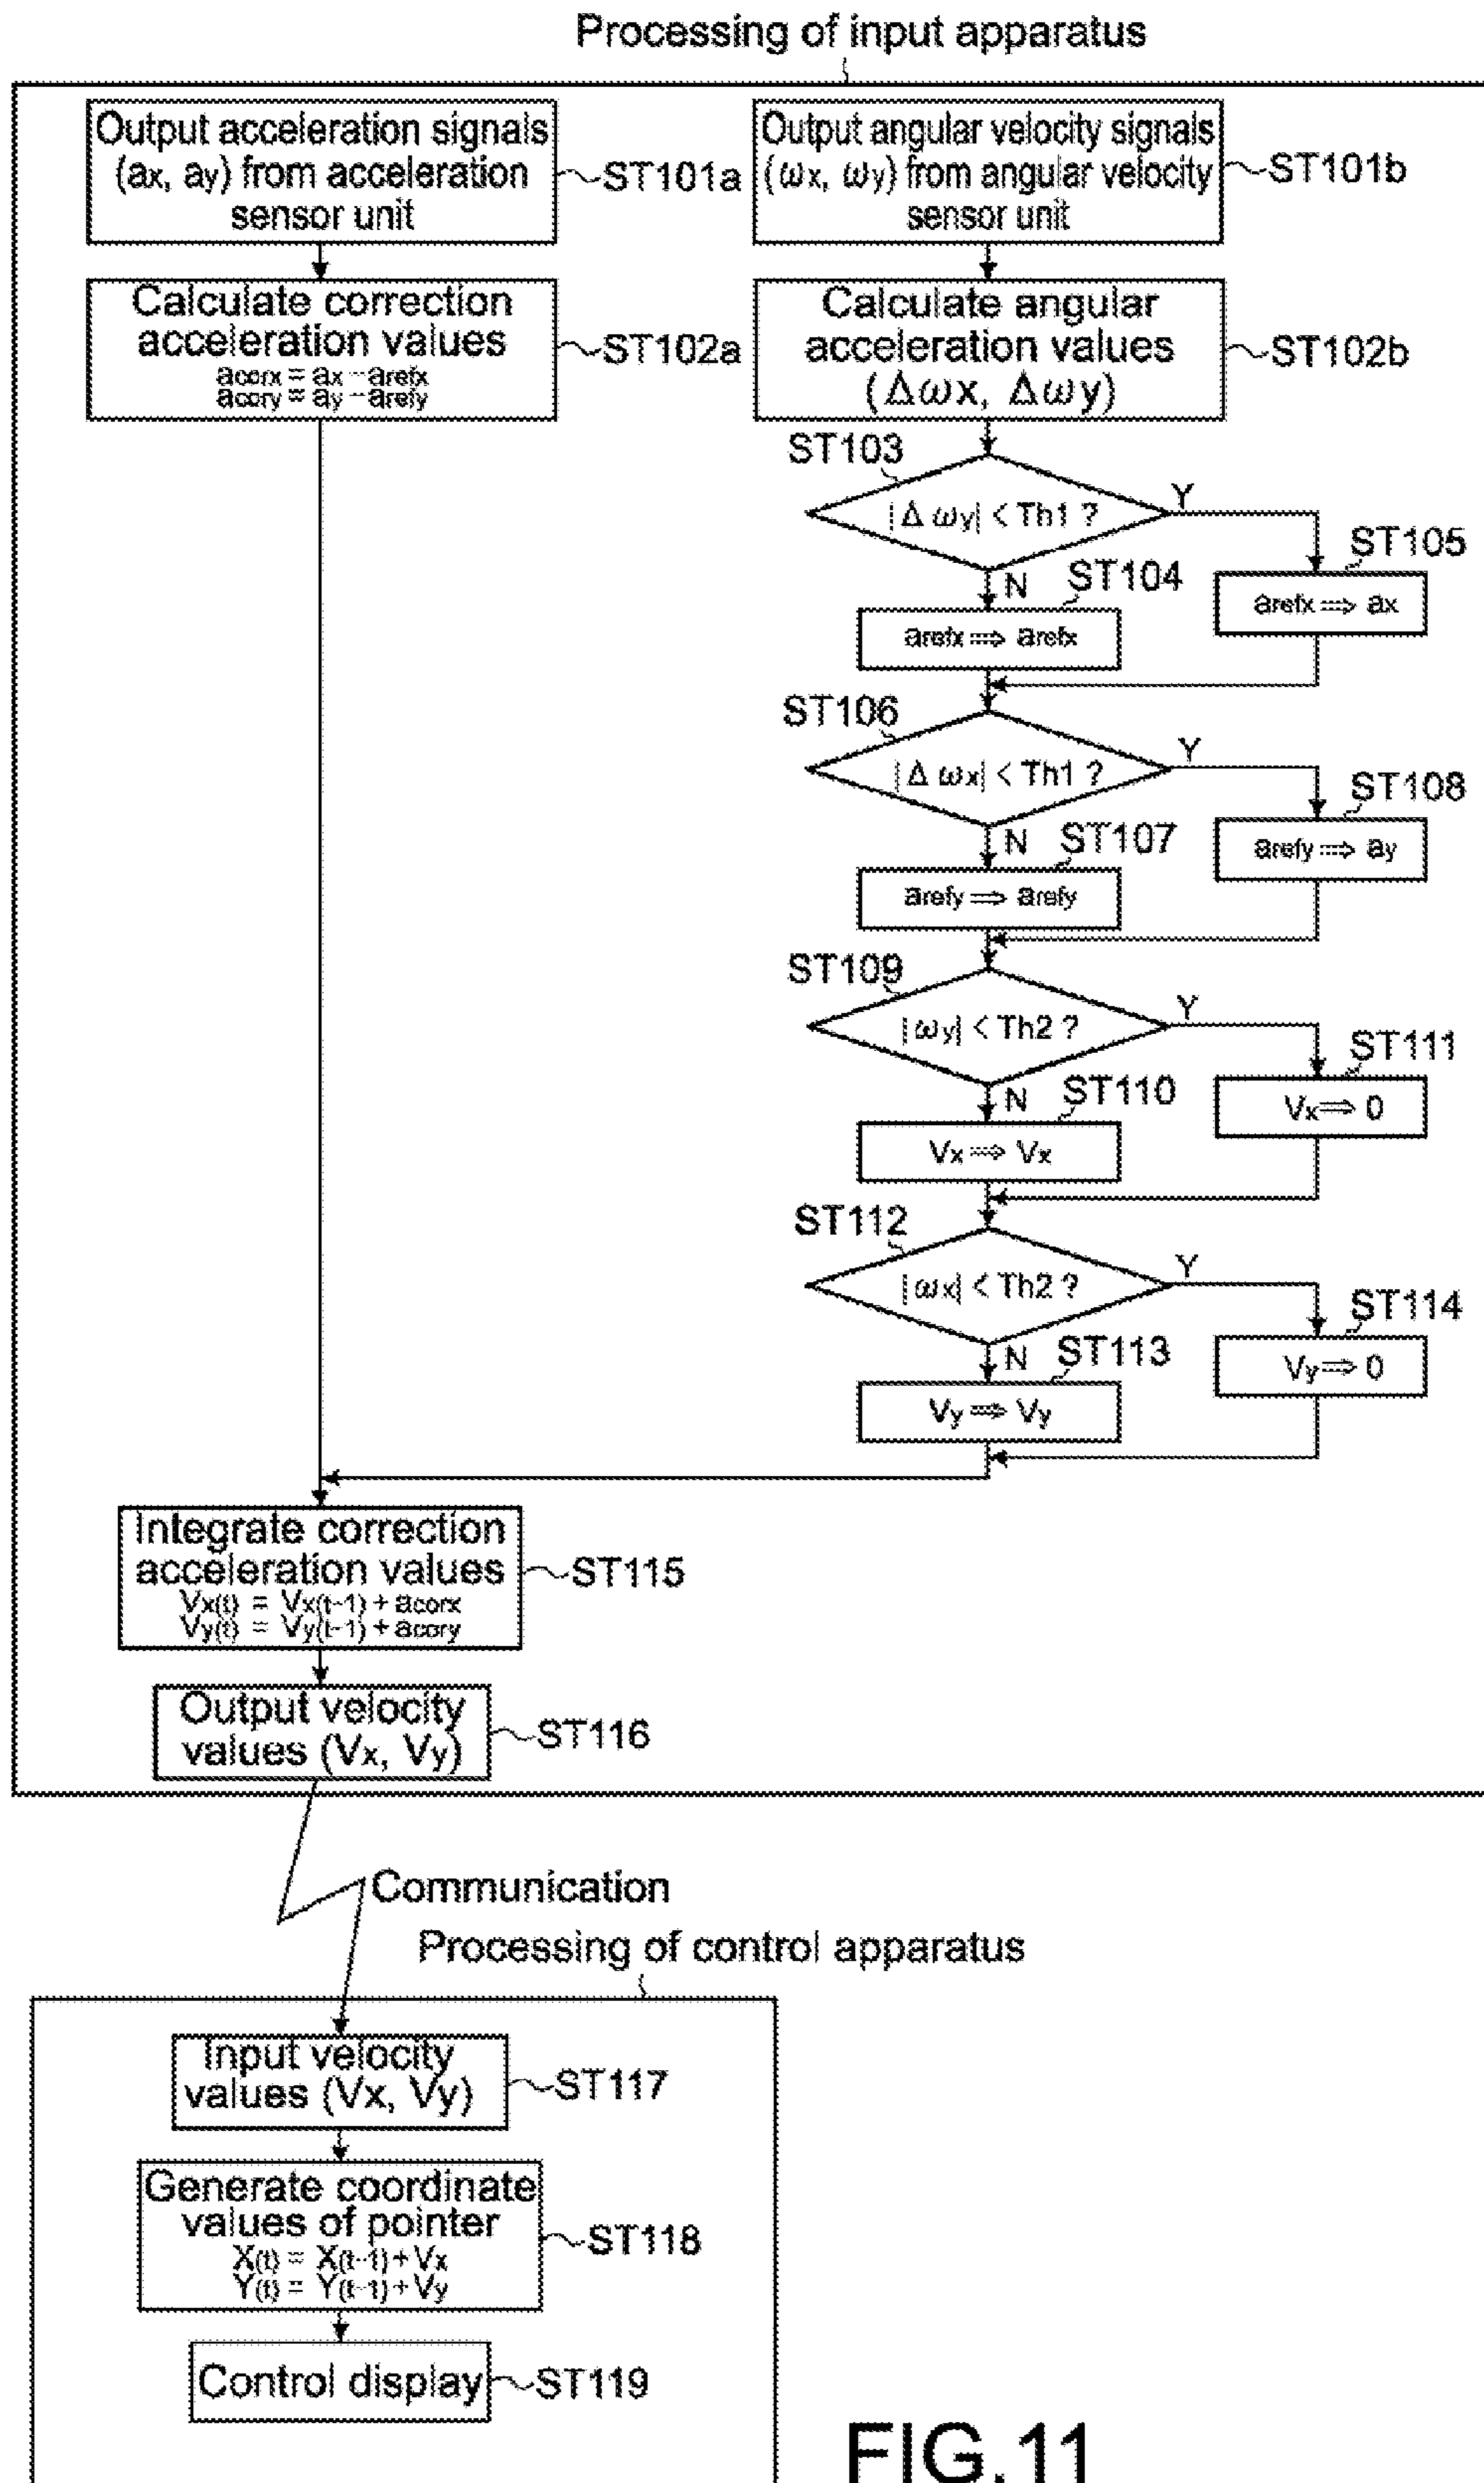 Processing of input apparatus
Output acceleration signals
(ax, ay) from acceleration
sensor unit
ST101a
Output angular velocity signals
(ωx, ωy) from angular velocity
sensor unit
ST101b
Calculate correction
acceleration values
acorx = ax - arefx
acory = ay - arefy
ST102a
Calculate angular
acceleration values
(Δωx, Δωy)
ST102b
ST103
|Δωy| < Th1 ?
Y
N
ST104
arefx ⇒ arefx
ST105
arefx ⇒ ax
ST106
|Δωx| < Th1 ?
Y
N
ST107
arefy ⇒ arefy
ST108
arefy ⇒ ay
ST109
|ωy| < Th2 ?
Y
N
ST110
Vx ⇒ Vx
ST111
Vx ⇒ 0
ST112
|ωx| < Th2 ?
Y
N
ST113
Vy ⇒ Vy
ST114
Vy ⇒ 0
Integrate correction
acceleration values
Vx(t) = Vx(t-1) + acorx
Vy(t) = Vy(t-1) + acory
ST115
Output velocity
values (Vx, Vy)
ST116
Communication
Processing of control apparatus
Input velocity
values (Vx, Vy)
ST117
Generate coordinate
values of pointer
X(t) = X(t-1) + Vx
Y(t) = Y(t-1) + Vy
ST118
Control display
ST119
FIG.11